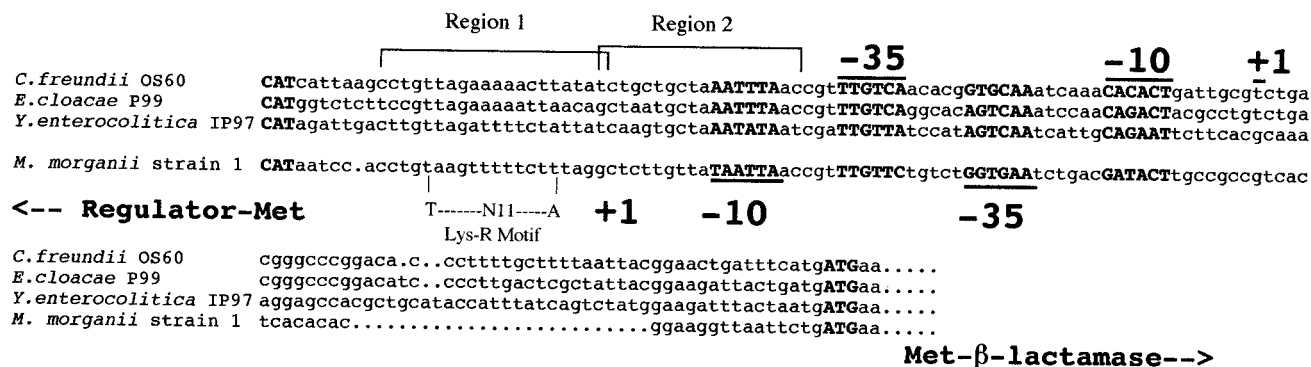 Region 1 Region 2
-35 -10 +1
C.freundii OS60 CATcattaagcctgttagaaaaacttatatctgctgctaAATTTAaccgtTTGTCAacacgGTGCAAatcaaaCACACTgattgcgtctga
E.cloacae P99 CATggtctcttccgttagaaaaattaacagctaatgctaAATTTAaccgtTTGTCAggcacAGTCAAatccaaCAGACTacgcctgtctga
Y.enterocolitica IP97 CATagattgacttgttagattttctattatcaagtgctaAATATAatcgaTTGTTAtccatAGTCAAatcattgCAGAATtcttcacgcaaa
M. morganii strain 1 CATaatcc.acctgtaagtttttctttaggctcttgttaTAATTAaccgtTTGTTCtgtctGGTGAAtctgacGATACTtgccgccgtcac
<-- Regulator-Met T-------N11-----A +1 -10 -35
Lys-R Motif
C.freundii OS60 cgggcccggaca.c..ccttttgcttttaattacggaactgatttcatgATGaa.....
E.cloacae P99 cgggcccggacatc..cccttgactcgctattacggaagattactgatgATGaa.....
Y.enterocolitica IP97 aggagccacgctgcataccatttatcagtctatggaagatttactaatgATGaa.....
M. morganii strain 1 tcacacac......................ggaaggttaattctgATGaa.....
Met-β-lactamase-->